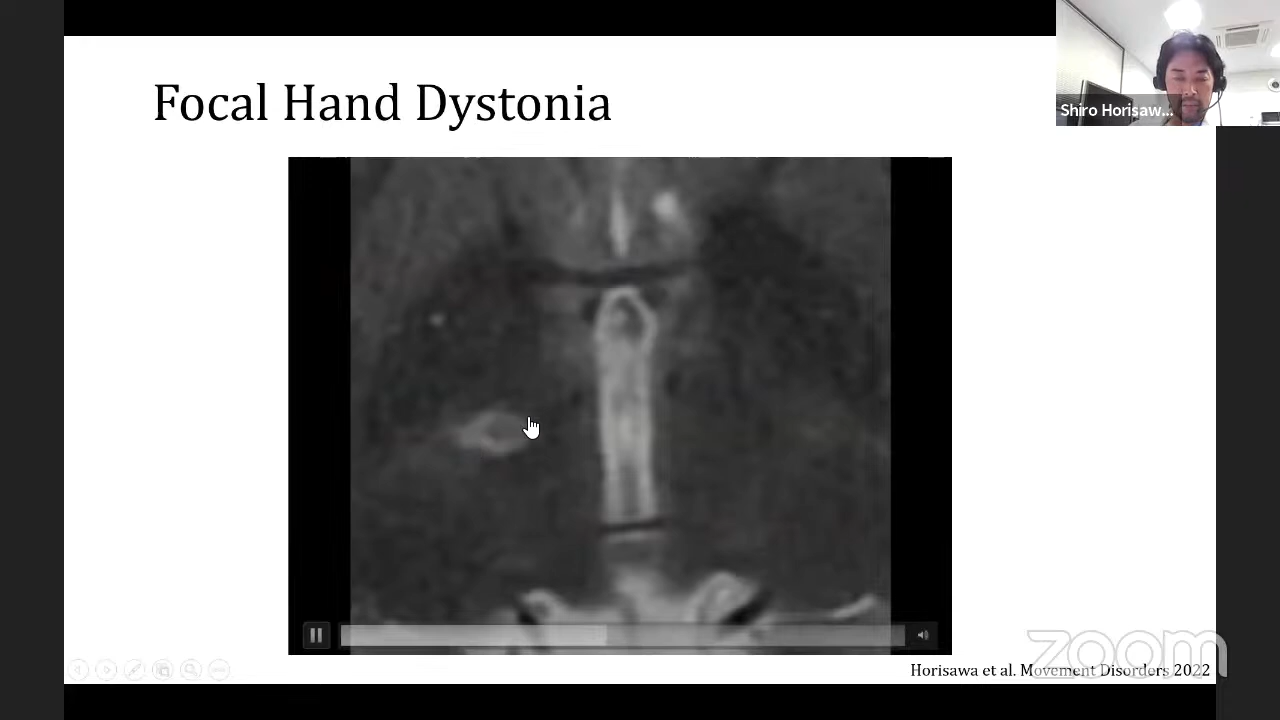 Focal Hand Dystonia
Shiro Horisaw...
Horisawa et al. Movement Disorders 2022
zoom